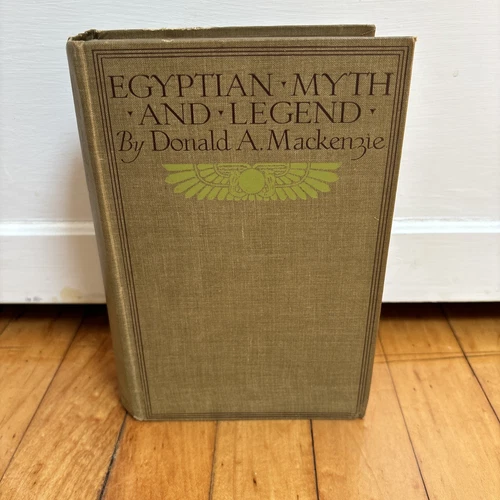 EGYPTIAN · MYTH
· AND · LEGEND ·
By Donald A. Mackenzie